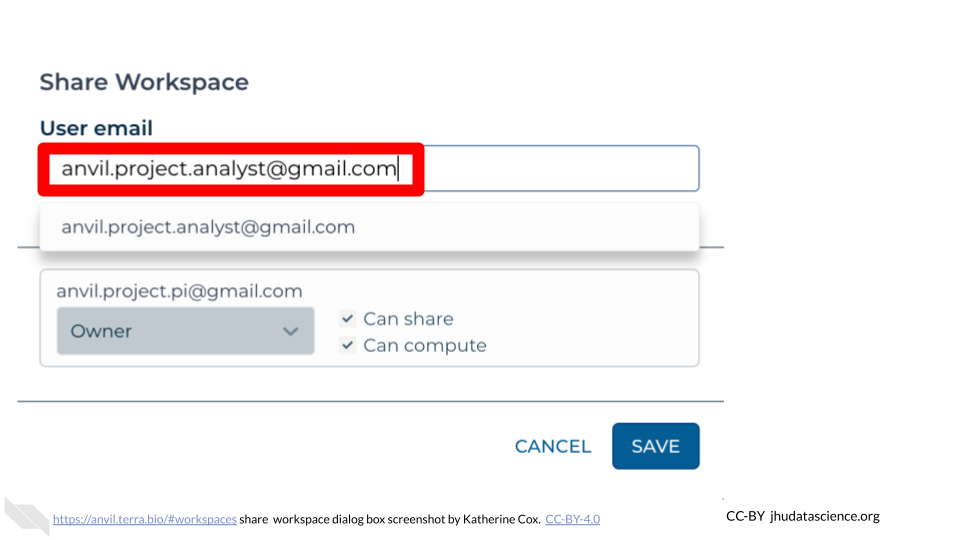 Share Workspace
User email
anvil.project.analyst@gmail.com
anvil.project.analyst@gmail.com
anvil.project.pi@gmail.com
Owner
Can share
Can compute
CANCEL SAVE
https://anvil.terra.bio/#workspaces share workspace dialog box screenshot by Katherine Cox. CC-BY-4.0
CC-BY jhudatascience.org